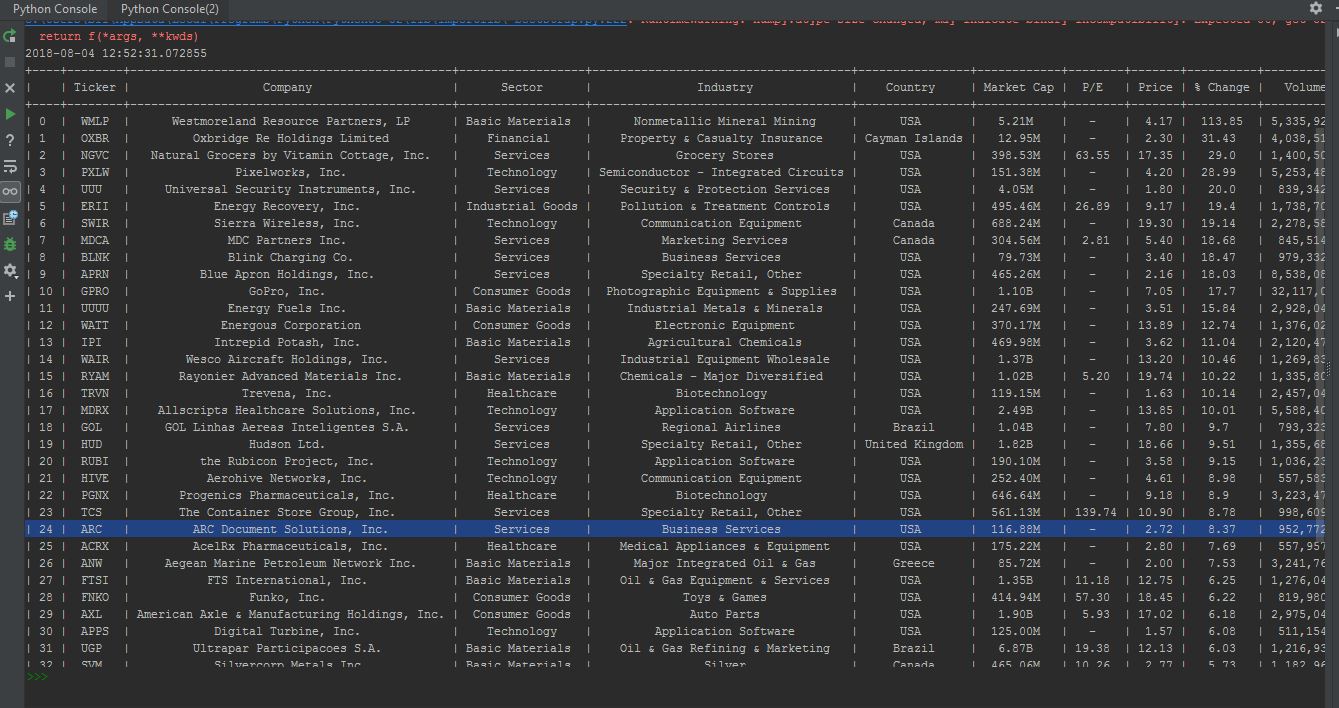 Python Console Python Console(2)
return f(*args, **kwds)
2018-08-04 12:52:31.072855
| | Ticker | Company | Sector | Industry | Country | Market Cap | P/E | Price | % Change | Volume
| 0 | WMLP | Westmoreland Resource Partners, LP | Basic Materials | Nonmetallic Mineral Mining | USA | 5.21M | - | 4.17 | 113.85 | 5,335,92
| 1 | OXBR | Oxbridge Re Holdings Limited | Financial | Property & Casualty Insurance | Cayman Islands | 12.95M | - | 2.30 | 31.43 | 4,038,51
| 2 | NGVC | Natural Grocers by Vitamin Cottage, Inc. | Services | Grocery Stores | USA | 398.53M | 63.55 | 17.35 | 29.0 | 1,400,50
| 3 | PXLW | Pixelworks, Inc. | Technology | Semiconductor - Integrated Circuits | USA | 151.38M | - | 4.20 | 28.99 | 5,253,48
| 4 | UUU | Universal Security Instruments, Inc. | Services | Security & Protection Services | USA | 4.05M | - | 1.80 | 20.0 | 839,342
| 5 | ERII | Energy Recovery, Inc. | Industrial Goods | Pollution & Treatment Controls | USA | 495.46M | 26.89 | 9.17 | 19.4 | 1,738,70
| 6 | SWIR | Sierra Wireless, Inc. | Technology | Communication Equipment | Canada | 688.24M | - | 19.30 | 19.14 | 2,278,58
| 7 | MDCA | MDC Partners Inc. | Services | Marketing Services | Canada | 304.56M | 2.81 | 5.40 | 18.68 | 845,514
| 8 | BLNK | Blink Charging Co. | Services | Business Services | USA | 79.73M | - | 3.40 | 18.47 | 979,332
| 9 | APRN | Blue Apron Holdings, Inc. | Services | Specialty Retail, Other | USA | 465.26M | - | 2.16 | 18.03 | 8,538,08
| 10 | GPRO | GoPro, Inc. | Consumer Goods | Photographic Equipment & Supplies | USA | 1.10B | - | 7.05 | 17.7 | 32,117,0
| 11 | UUUU | Energy Fuels Inc. | Basic Materials | Industrial Metals & Minerals | USA | 247.69M | - | 3.51 | 15.84 | 2,928,04
| 12 | WATT | Energous Corporation | Consumer Goods | Electronic Equipment | USA | 370.17M | - | 13.89 | 12.74 | 1,376,02
| 13 | IPI | Intrepid Potash, Inc. | Basic Materials | Agricultural Chemicals | USA | 469.98M | - | 3.62 | 11.04 | 2,120,47
| 14 | WAIR | Wesco Aircraft Holdings, Inc. | Services | Industrial Equipment Wholesale | USA | 1.37B | - | 13.20 | 10.46 | 1,269,83
| 15 | RYAM | Rayonier Advanced Materials Inc. | Basic Materials | Chemicals - Major Diversified | USA | 1.02B | 5.20 | 19.74 | 10.22 | 1,335,80
| 16 | TRVN | Trevena, Inc. | Healthcare | Biotechnology | USA | 119.15M | - | 1.63 | 10.14 | 2,457,04
| 17 | MDRX | Allscripts Healthcare Solutions, Inc. | Technology | Application Software | USA | 2.49B | - | 13.85 | 10.01 | 5,588,40
| 18 | GOL | GOL Linhas Aereas Inteligentes S.A. | Services | Regional Airlines | Brazil | 1.04B | - | 7.80 | 9.7 | 793,323
| 19 | HUD | Hudson Ltd. | Services | Specialty Retail, Other | United Kingdom | 1.82B | - | 18.66 | 9.51 | 1,355,68
| 20 | RUBI | the Rubicon Project, Inc. | Technology | Application Software | USA | 190.10M | - | 3.58 | 9.15 | 1,036,23
| 21 | HIVE | Aerohive Networks, Inc. | Technology | Communication Equipment | USA | 252.40M | - | 4.61 | 8.98 | 557,583
| 22 | PGNX | Progenics Pharmaceuticals, Inc. | Healthcare | Biotechnology | USA | 646.64M | - | 9.18 | 8.9 | 3,223,47
| 23 | TCS | The Container Store Group, Inc. | Services | Specialty Retail, Other | USA | 561.13M | 139.74 | 10.90 | 8.78 | 998,609
| 24 | ARC | ARC Document Solutions, Inc. | Services | Business Services | USA | 116.88M | - | 2.72 | 8.37 | 952,772
| 25 | ACRX | AcelRx Pharmaceuticals, Inc. | Healthcare | Medical Appliances & Equipment | USA | 175.22M | - | 2.80 | 7.69 | 557,957
| 26 | ANW | Aegean Marine Petroleum Network Inc. | Basic Materials | Major Integrated Oil & Gas | Greece | 85.72M | - | 2.00 | 7.53 | 3,241,76
| 27 | FTSI | FTS International, Inc. | Basic Materials | Oil & Gas Equipment & Services | USA | 1.35B | 11.18 | 12.75 | 6.25 | 1,276,04
| 28 | FNKO | Funko, Inc. | Consumer Goods | Toys & Games | USA | 414.94M | 57.30 | 18.45 | 6.22 | 819,980
| 29 | AXL | American Axle & Manufacturing Holdings, Inc. | Consumer Goods | Auto Parts | USA | 1.90B | 5.93 | 17.02 | 6.18 | 2,975,04
| 30 | APPS | Digital Turbine, Inc. | Technology | Application Software | USA | 125.00M | - | 1.57 | 6.08 | 511,154
| 31 | UGP | Ultrapar Participacoes S.A. | Basic Materials | Oil & Gas Refining & Marketing | Brazil | 6.87B | 19.38 | 12.13 | 6.03 | 1,216,93
| 32 | SVM | Silvercorp Metals Inc. | Basic Materials | Silver | Canada | 465.06M | 10.26 | 2.77 | 5.73 | 1,182,96
>>>